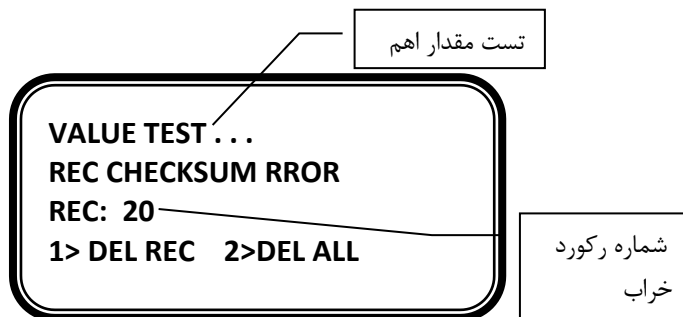 تست مقدار اهم
VALUE TEST . . .
REC CHECKSUM RROR
REC: 20
1> DEL REC 2>DEL ALL
شماره رکورد
خراب